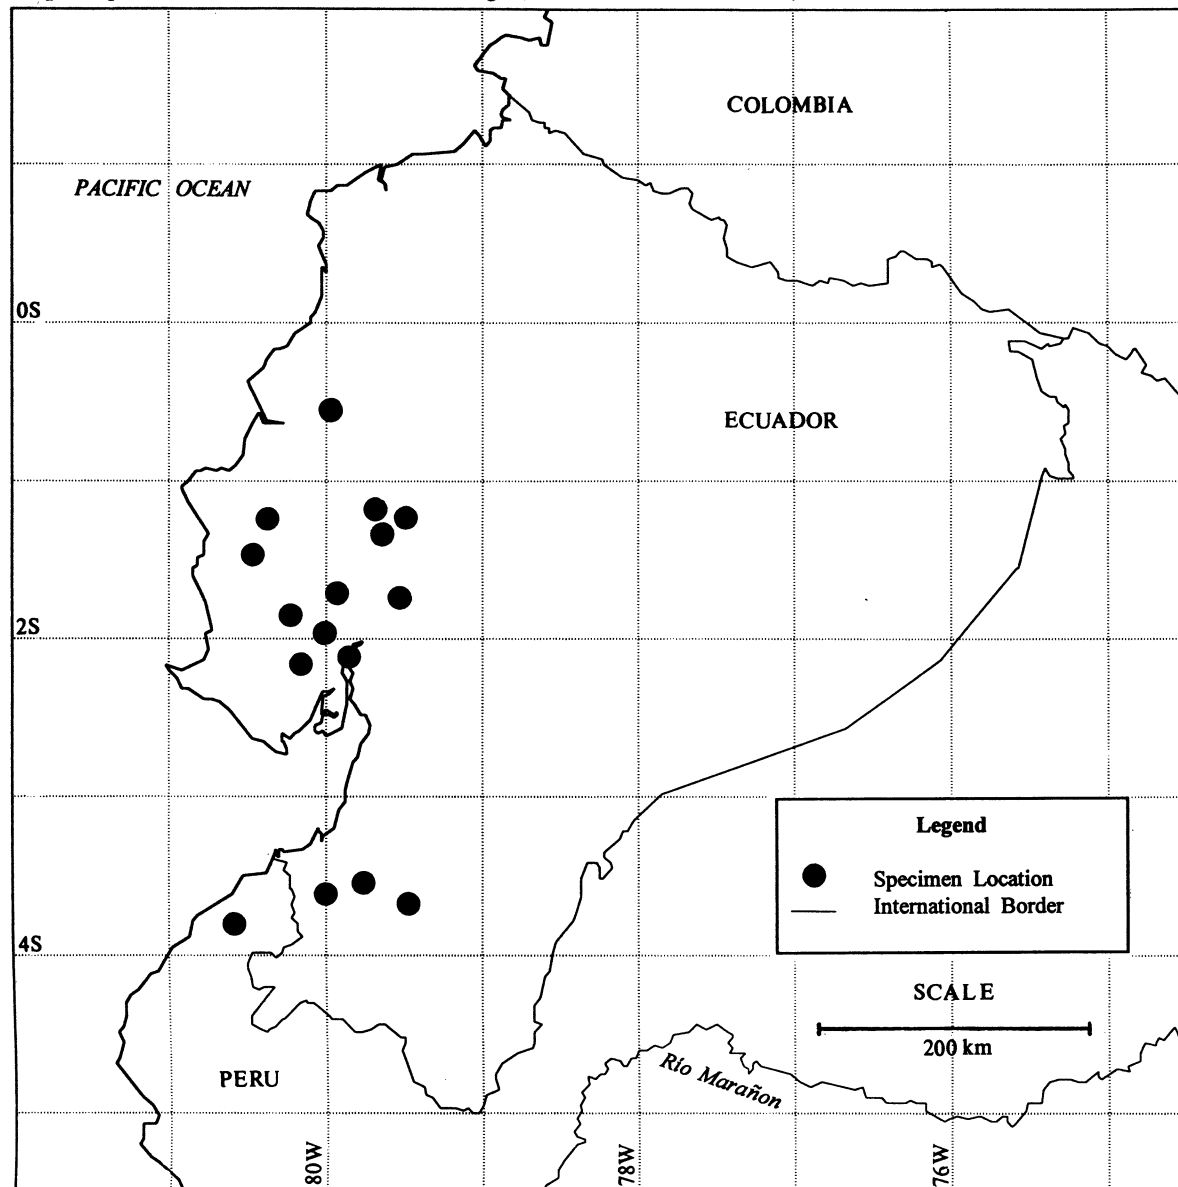 COLOMBIA
PACIFIC OCEAN
0S
ECUADOR
2S
Legend
Specimen Location
International Border
4S
SCALE
200 km
Rio Marañon
PERU
80W
78W
76W